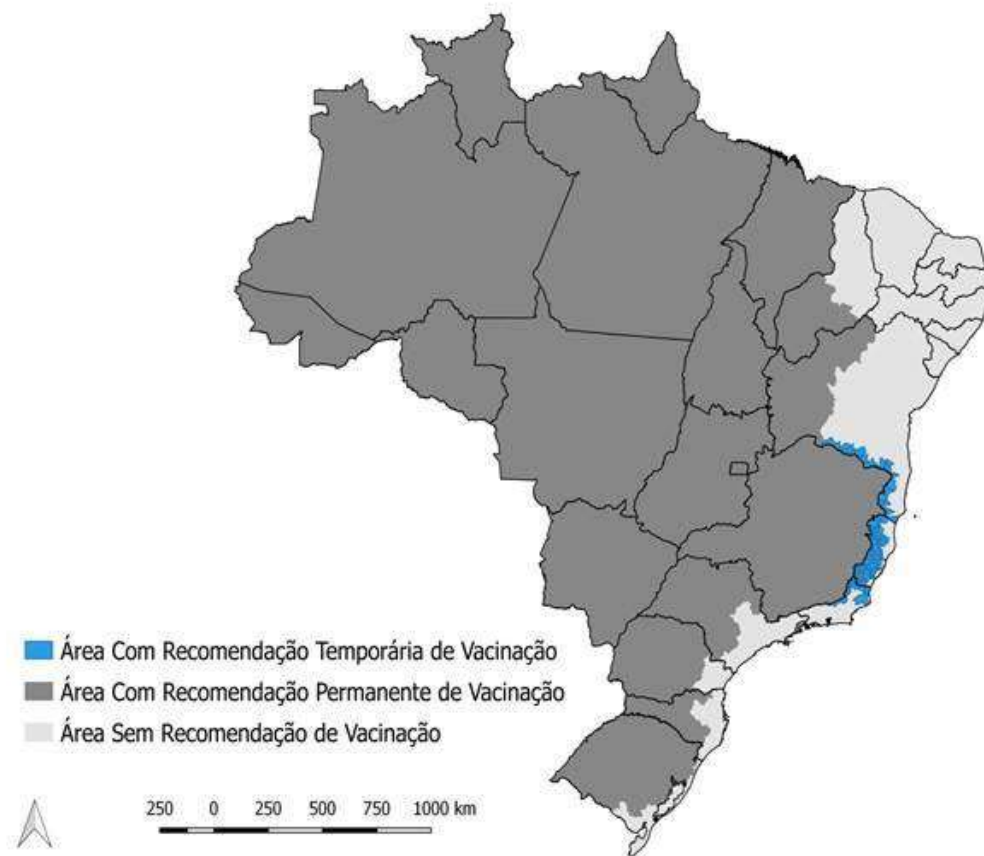 Área Com Recomendação Temporária de Vacinação
Área Com Recomendação Permanente de Vacinação
Área Sem Recomendação de Vacinação
250 0 250 500 750 1000 km